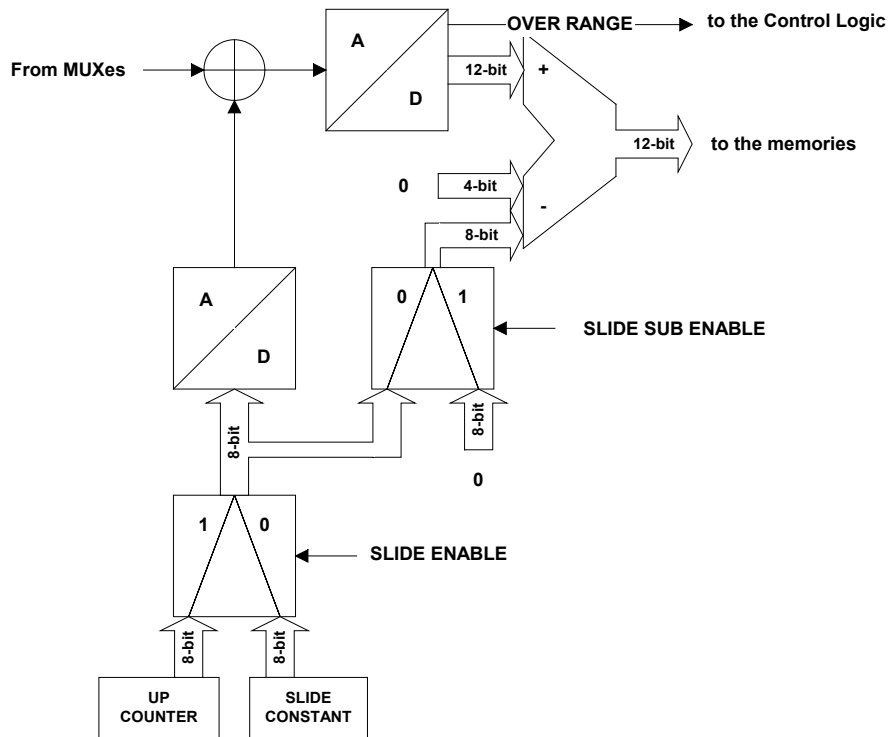 OVER RANGE
to the Control Logic
A
D
From MUXes
12-bit
+
12-bit
to the memories
0
4-bit
-
8-bit
A
D
0
1
SLIDE SUB ENABLE
8-bit
8-bit
0
1
0
SLIDE ENABLE
8-bit
8-bit
UP
COUNTER
SLIDE
CONSTANT